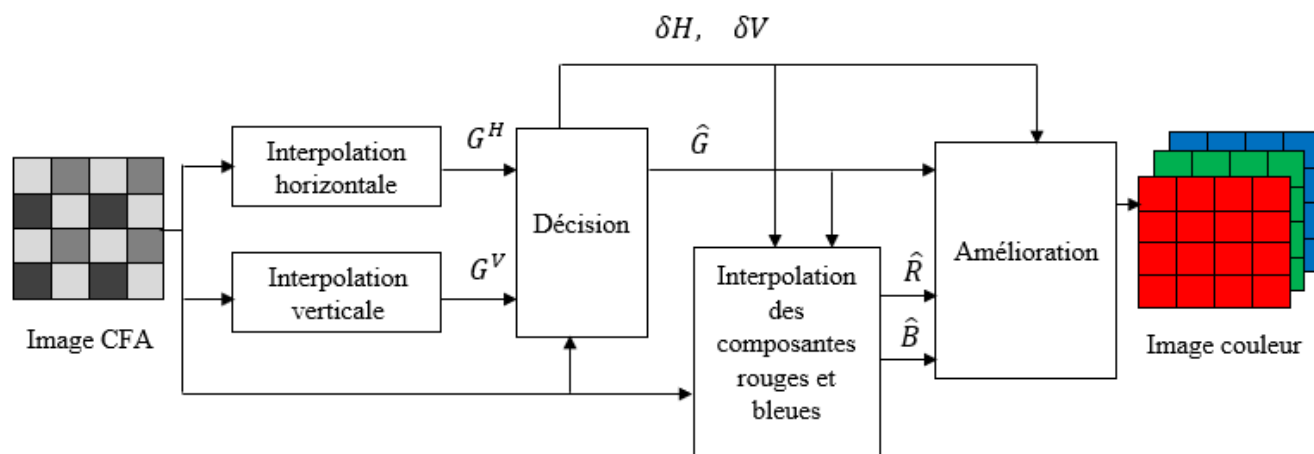 δH, δV
Interpolation
horizontale
G^H
Décision
Ĝ
Interpolation
verticale
G^V
Image CFA
Interpolation
des
composantes
rouges et
bleues
R̂
B̂
Amélioration
Image couleur